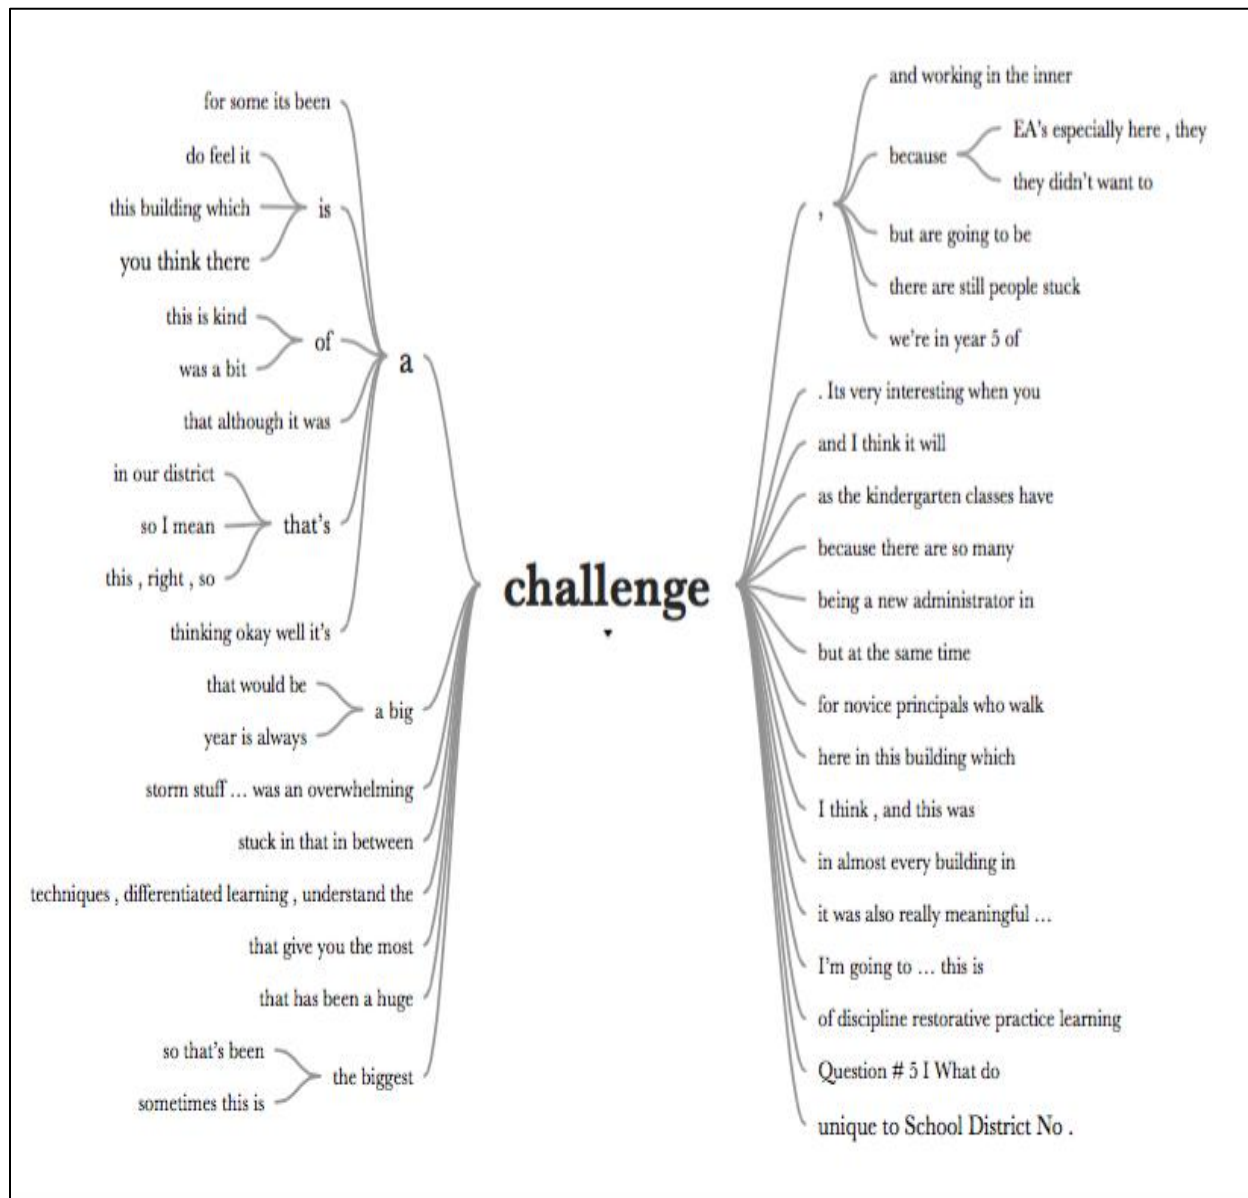 for some its been
do feel it
this building which
you think there
is
this is kind
was a bit
of
that although it was
in our district
so I mean
this , right , so
that's
thinking okay well it's
a
that would be
year is always
a big
storm stuff ... was an overwhelming
stuck in that in between
techniques , differentiated learning , understand the
that give you the most
that has been a huge
so that's been
sometimes this is
the biggest
challenge
,
and working in the inner
because
EA's especially here , they
they didn't want to
but are going to be
there are still people stuck
we're in year 5 of
. Its very interesting when you
and I think it will
as the kindergarten classes have
because there are so many
being a new administrator in
but at the same time
for novice principals who walk
here in this building which
I think , and this was
in almost every building in
it was also really meaningful ...
I'm going to ... this is
of discipline restorative practice learning
Question # 5 I What do
unique to School District No .